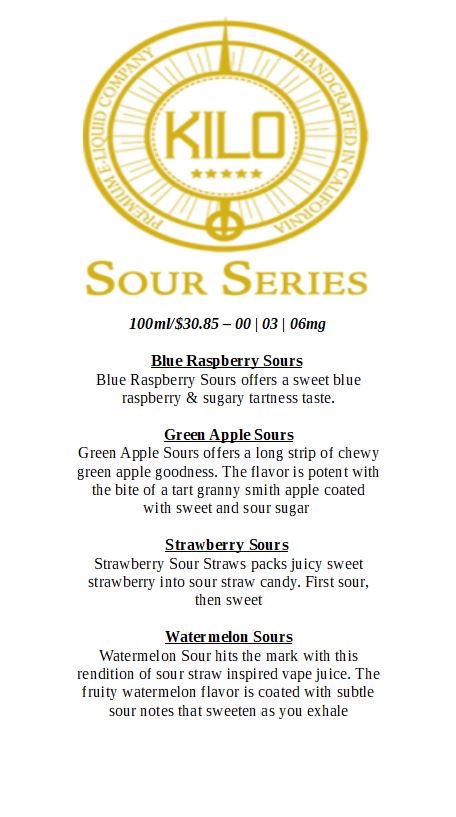 PREMIUM E-LIQUID COMPANY
HANDCRAFTED IN CALIFORNIA
KILO
SOUR SERIES
100ml/$30.85 – 00 | 03 | 06mg
Blue Raspberry Sours
Blue Raspberry Sours offers a sweet blue
raspberry & sugary tartness taste.
Green Apple Sours
Green Apple Sours offers a long strip of chewy
green apple goodness. The flavor is potent with
the bite of a tart granny smith apple coated
with sweet and sour sugar
Strawberry Sours
Strawberry Sour Straws packs juicy sweet
strawberry into sour straw candy. First sour,
then sweet
Watermelon Sours
Watermelon Sour hits the mark with this
rendition of sour straw inspired vape juice. The
fruity watermelon flavor is coated with subtle
sour notes that sweeten as you exhale